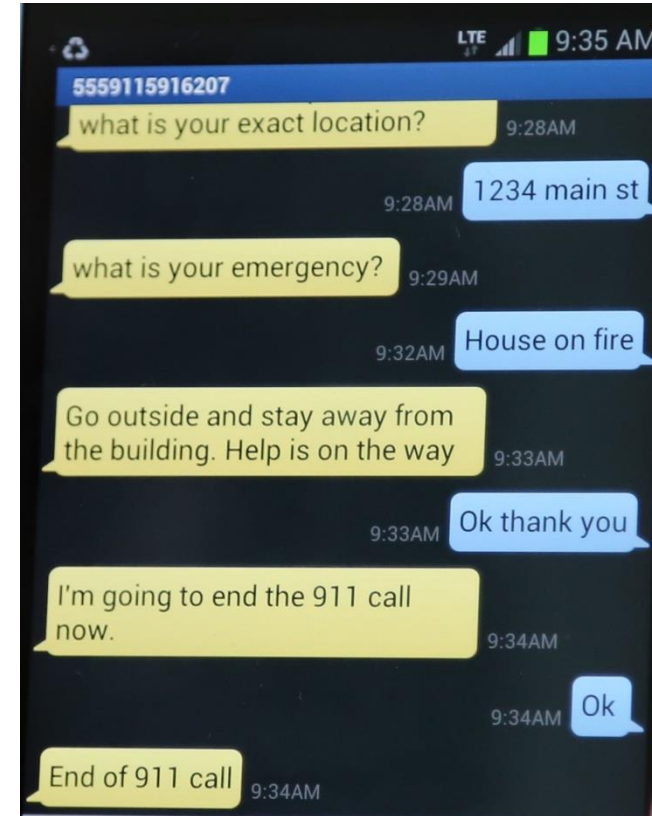 LTE 9:35 AM
5559115916207
what is your exact location? 9:28AM
9:28AM 1234 main st
what is your emergency? 9:29AM
9:32AM House on fire
Go outside and stay away from
the building. Help is on the way 9:33AM
9:33AM Ok thank you
I'm going to end the 911 call
now. 9:34AM
9:34AM Ok
End of 911 call 9:34AM